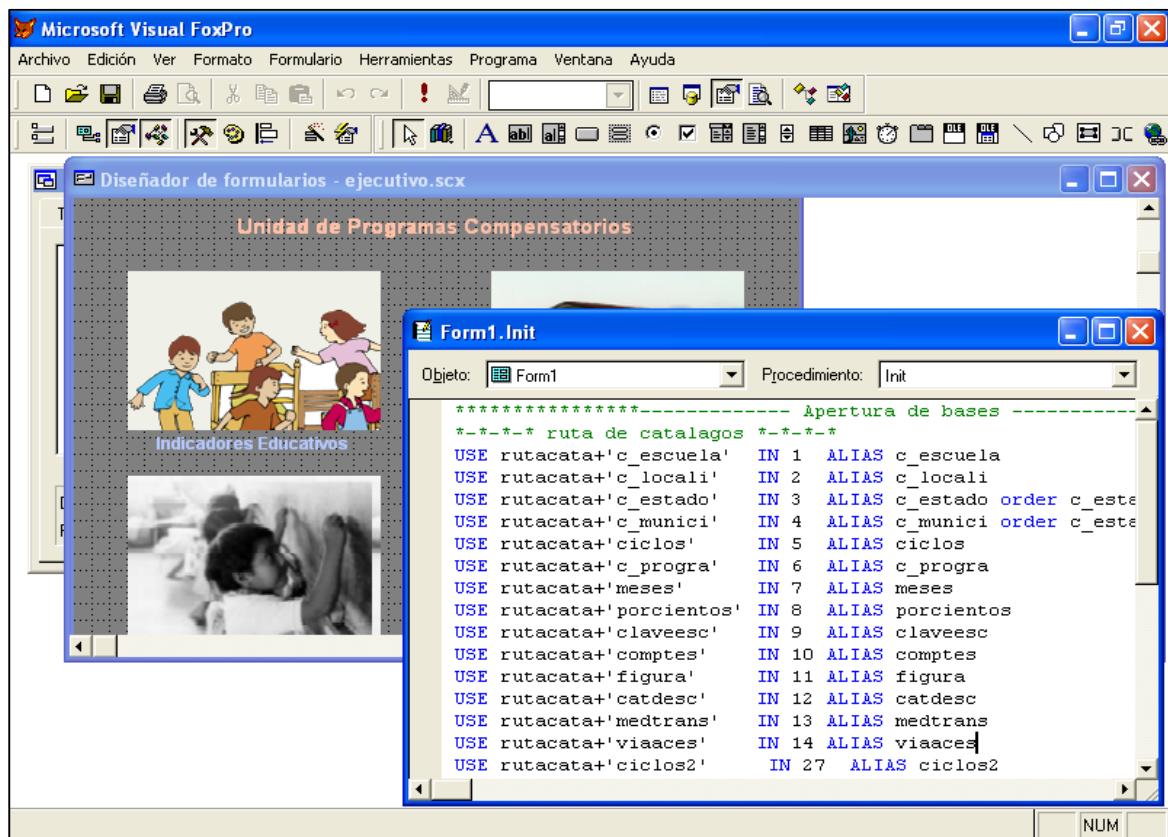 Microsoft Visual FoxPro
Archivo Edición Ver Formato Formulario Herramientas Programa Ventana Ayuda
Diseñador de formularios - ejecutivo.scx
Unidad de Programas Compensatorios
Indicadores Educativos
Form1.Init
Objeto: Form1 Procedimiento: Init
****************------------- Apertura de bases -----------
*-*-*-* ruta de catalagos *-*-*-*
USE rutacata+'c_escuela' IN 1 ALIAS c_escuela
USE rutacata+'c_locali' IN 2 ALIAS c_locali
USE rutacata+'c_estado' IN 3 ALIAS c_estado order c_esta
USE rutacata+'c_munici' IN 4 ALIAS c_munici order c_esta
USE rutacata+'ciclos' IN 5 ALIAS ciclos
USE rutacata+'c_progra' IN 6 ALIAS c_progra
USE rutacata+'meses' IN 7 ALIAS meses
USE rutacata+'porcientos' IN 8 ALIAS porcientos
USE rutacata+'claveesc' IN 9 ALIAS claveesc
USE rutacata+'comptes' IN 10 ALIAS comptes
USE rutacata+'figura' IN 11 ALIAS figura
USE rutacata+'catdesc' IN 12 ALIAS catdesc
USE rutacata+'medtrans' IN 13 ALIAS medtrans
USE rutacata+'viaaces' IN 14 ALIAS viaaces
USE rutacata+'ciclos2' IN 27 ALIAS ciclos2
NUM